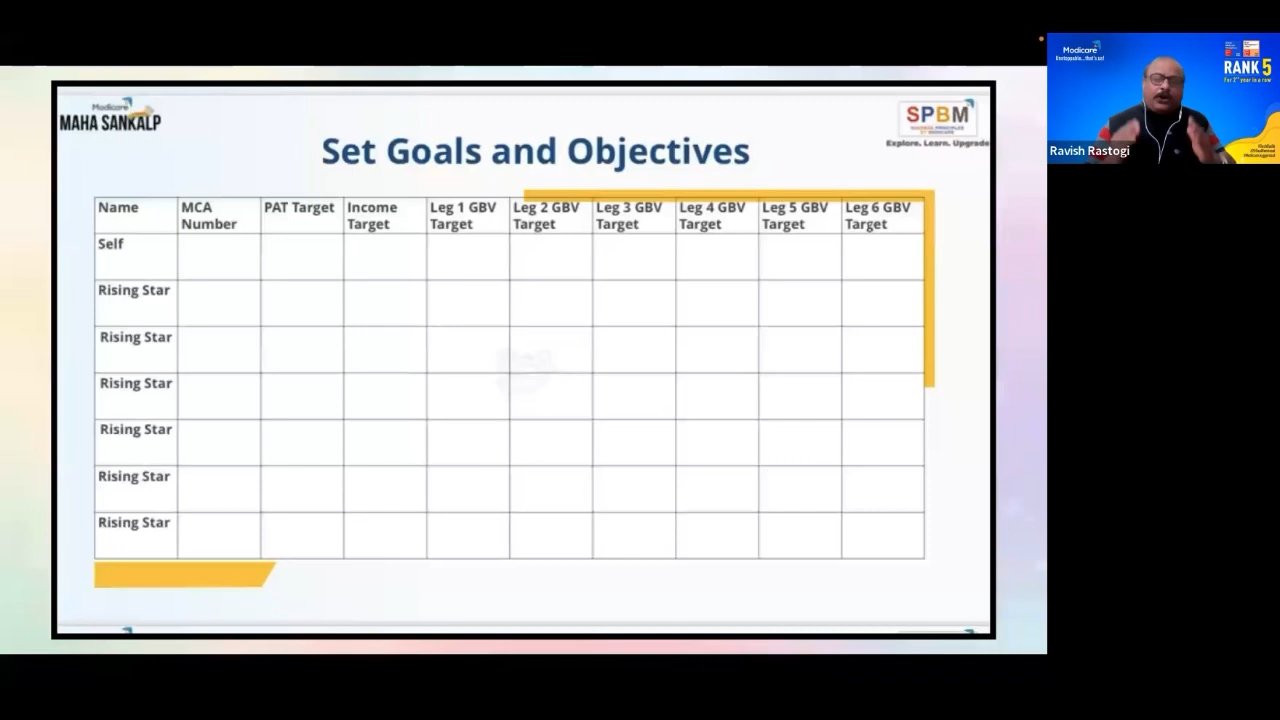 Modicare
MAHA SANKALP
SPBM
Explore. Learn. Upgrade
Set Goals and Objectives
Name
MCA Number
PAT Target
Income Target
Leg 1 GBV Target
Leg 2 GBV Target
Leg 3 GBV Target
Leg 4 GBV Target
Leg 5 GBV Target
Leg 6 GBV Target
Self
Rising Star
Rising Star
Rising Star
Rising Star
Rising Star
Rising Star
Modicare
RANK 5
Ravish Rastogi